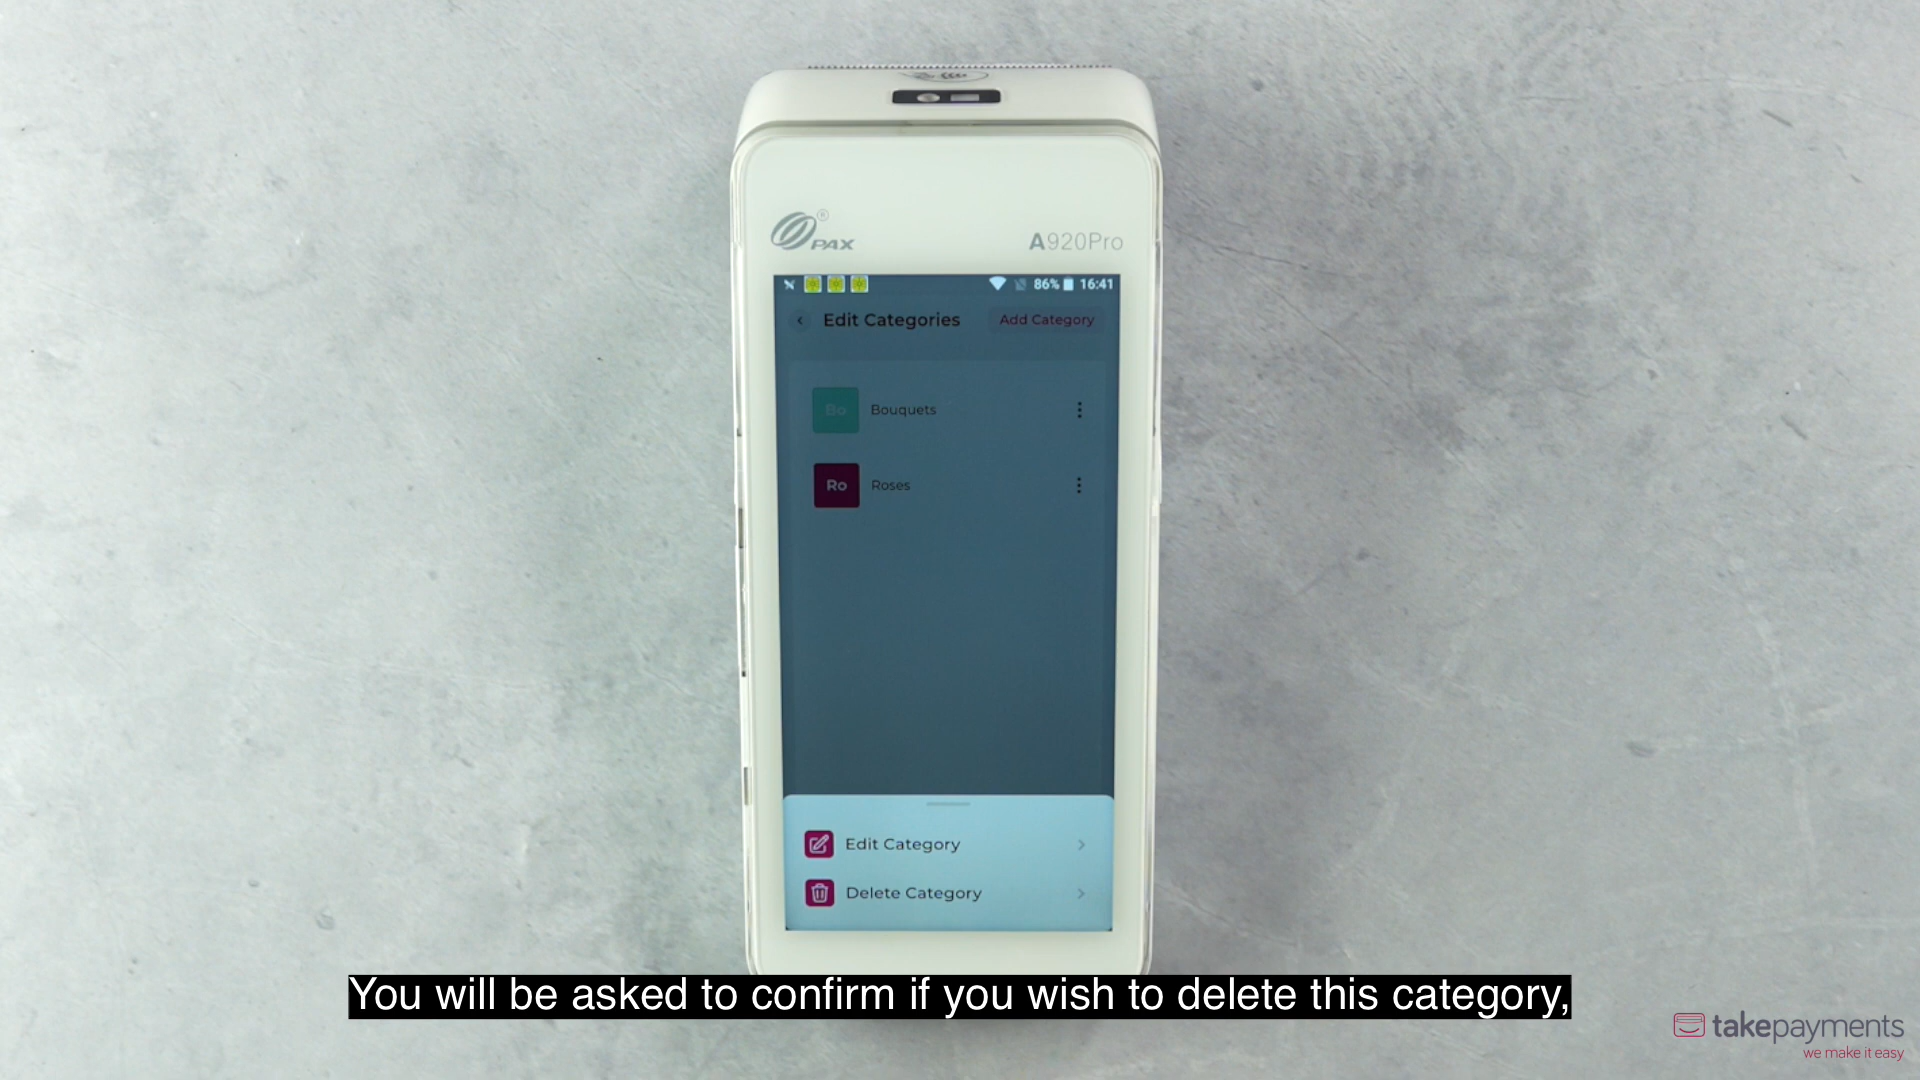 PAX
A920Pro
86% 16:41
Edit Categories
Add Category
Bo
Bouquets
Ro
Roses
Edit Category
Delete Category
You will be asked to confirm if you wish to delete this category,
takepayments
we make it easy